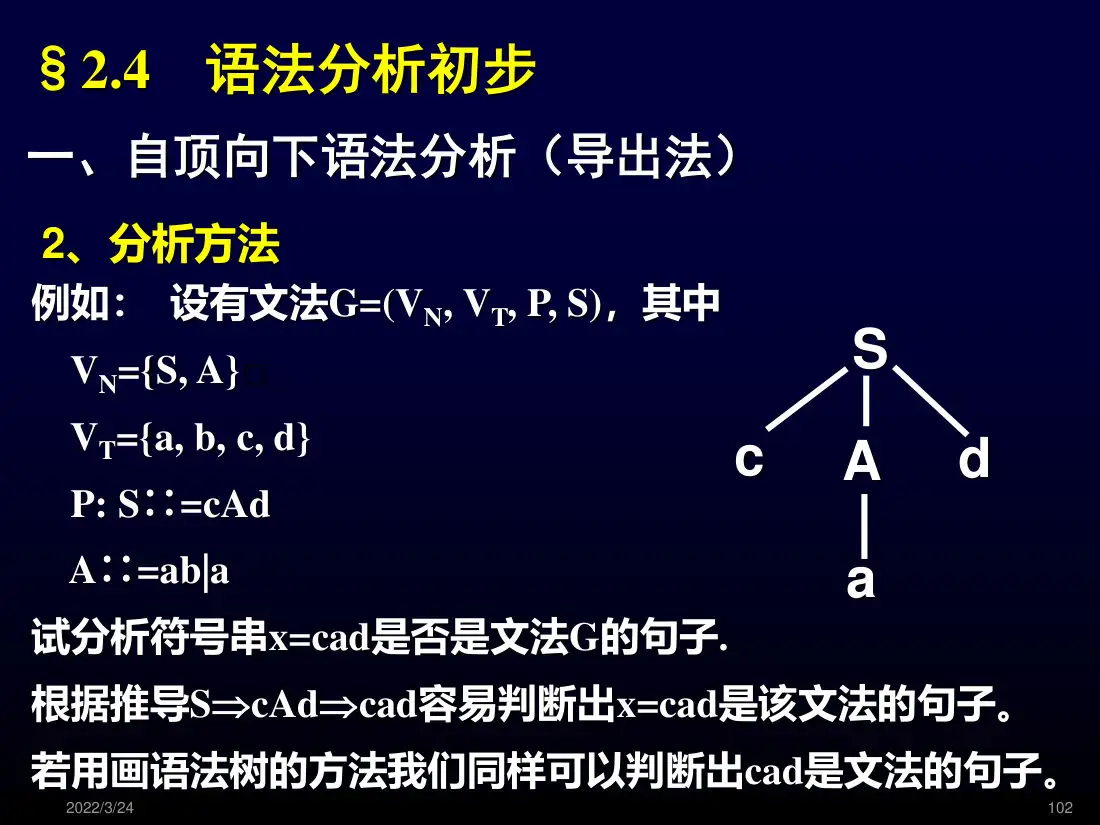 §2.4 语法分析初步
一、自顶向下语法分析（导出法）
2、分析方法
例如： 设有文法G=(VN, VT, P, S)，其中
VN={S, A}
VT={a, b, c, d}
P: S∷=cAd
A∷=ab|a
S
c A d
a
试分析符号串x=cad是否是文法G的句子.
根据推导S⇒cAd⇒cad容易判断出x=cad是该文法的句子。
若用画语法树的方法我们同样可以判断出cad是文法的句子。
2022/3/24
102